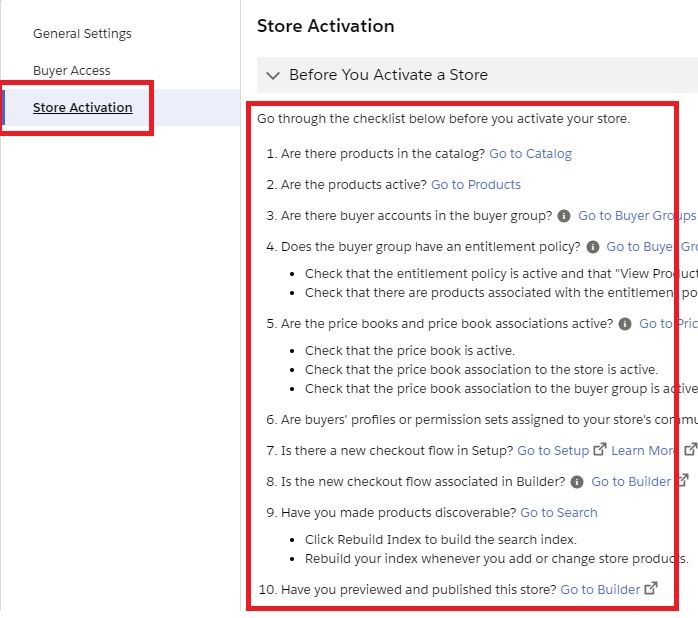 General Settings
Buyer Access
Store Activation
Store Activation
Before You Activate a Store
Go through the checklist below before you activate your store.
1. Are there products in the catalog? Go to Catalog
2. Are the products active? Go to Products
3. Are there buyer accounts in the buyer group? Go to Buyer Groups
4. Does the buyer group have an entitlement policy? Go to Buyer
• Check that the entitlement policy is active and that "View Product
• Check that there are products associated with the entitlement
5. Are the price books and price book associations active? Go to
• Check that the price book is active.
• Check that the price book association to the store is active.
• Check that the price book association to the buyer group is active
6. Are buyers' profiles or permission sets assigned to your store's
7. Is there a new checkout flow in Setup? Go to Setup Learn More
8. Is the new checkout flow associated in Builder? Go to Builder
9. Have you made products discoverable? Go to Search
• Click Rebuild Index to build the search index.
• Rebuild your index whenever you add or change store products.
10. Have you previewed and published this store? Go to Builder